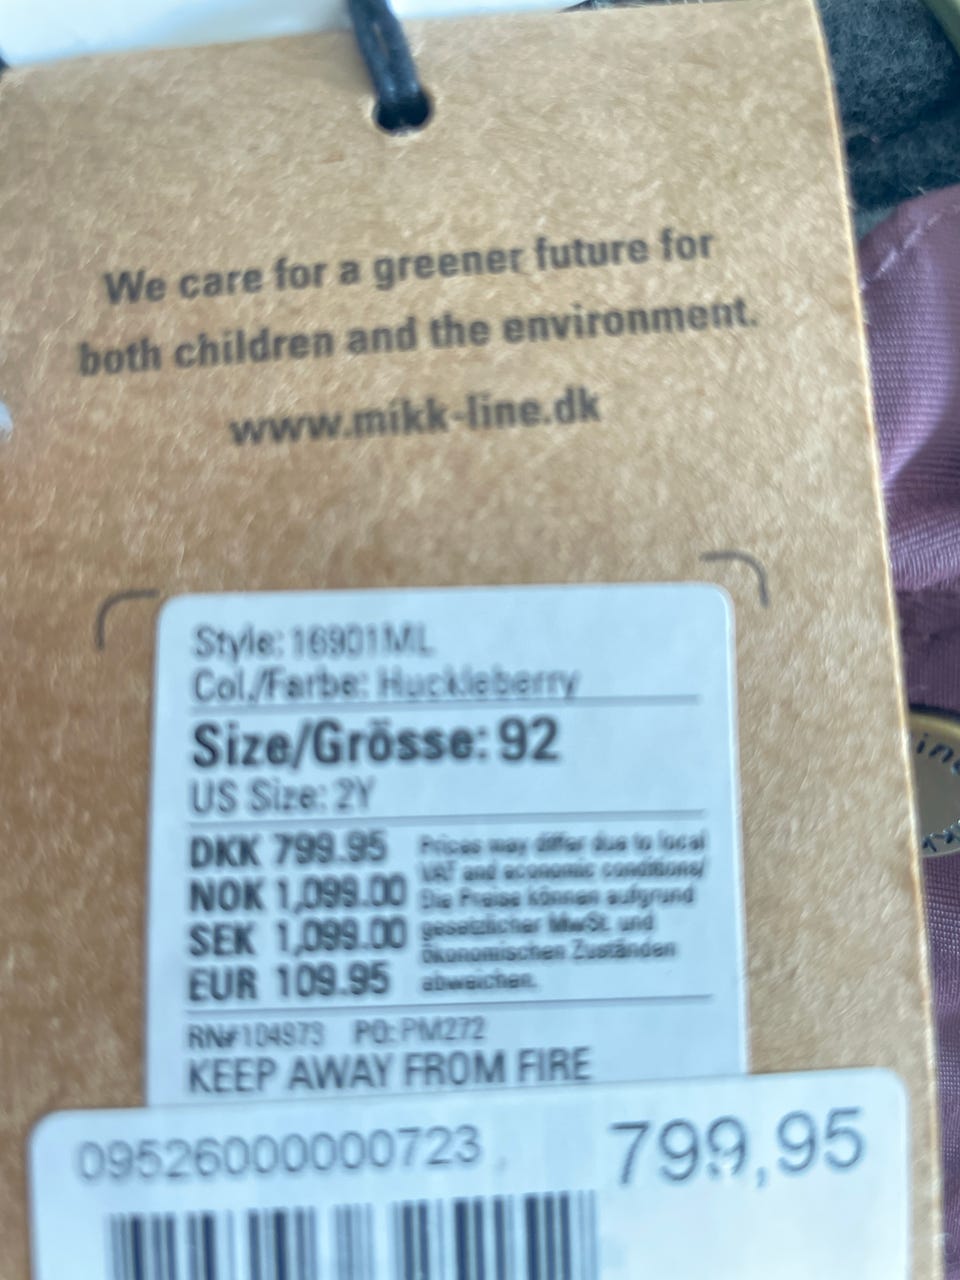 We care for a greener future for
both children and the environment.
www.mikk-line.dk
Style: 16901ML
Col./Farbe: Huckleberry
Size/Grösse: 92
US Size: 2Y
DKK 799.95
NOK 1,099.00
SEK 1,099.00
EUR 109.95
Prices may differ due to local
VAT and economic conditions/
Die Preise können aufgrund
gesetzlicher MwSt. und
ökonomischen Zuständen
abweichen.
RN#104973 PO: PM272
KEEP AWAY FROM FIRE
09526000000723
799,95